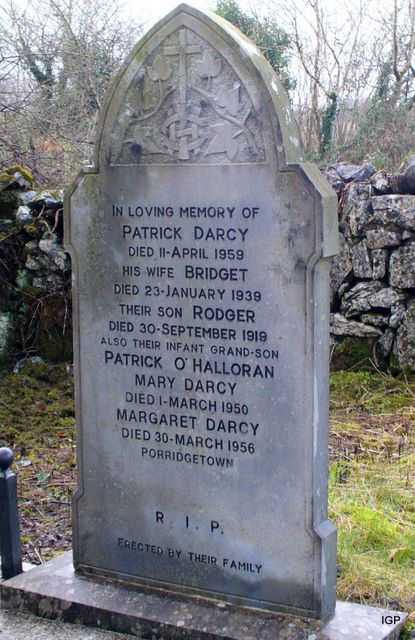 IHS
IN LOVING MEMORY OF
PATRICK DARCY
DIED 11-APRIL 1959
HIS WIFE BRIDGET
DIED 23-JANUARY 1939
THEIR SON RODGER
DIED 30-SEPTEMBER 1919
ALSO THEIR INFANT GRAND-SON
PATRICK O'HALLORAN
MARY DARCY
DIED 1-MARCH 1950
MARGARET DARCY
DIED 30-MARCH 1956
PORRIDGETOWN
R.I.P.
ERECTED BY THEIR FAMILY
IGP